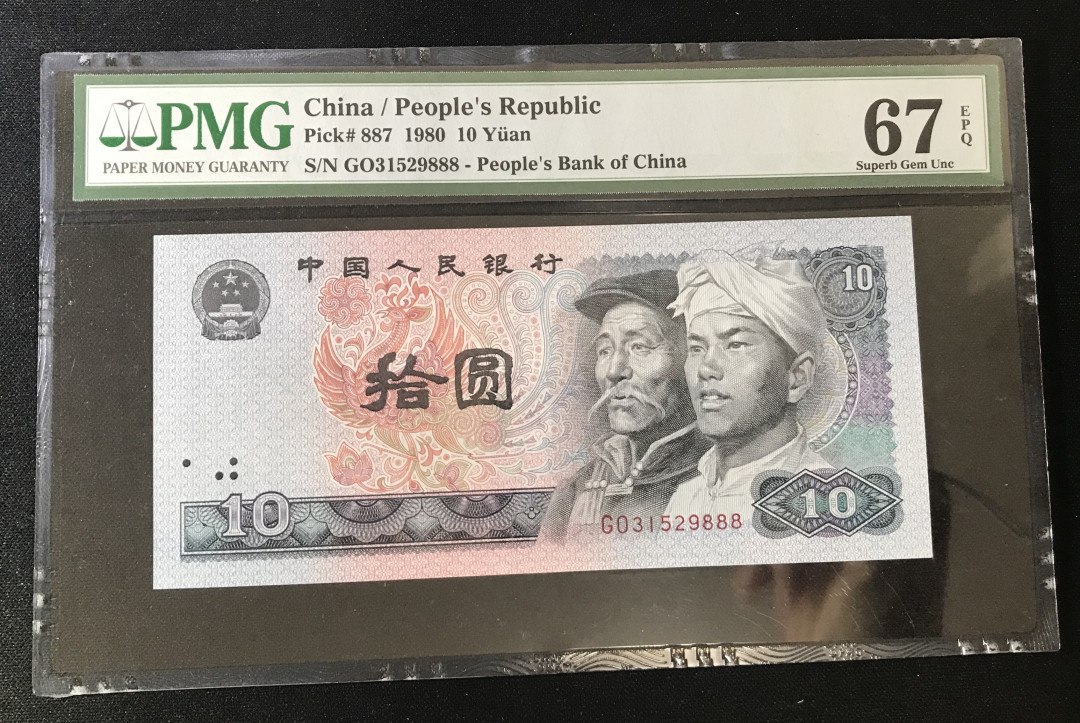 PMG
PAPER MONEY GUARANTY
China / People's Republic
Pick# 887 1980 10 Yüan
S/N GO31529888 - People's Bank of China
67
EPQ
Superb Gem Unc
中国人民银行
10
拾圆
10
10
GO31529888